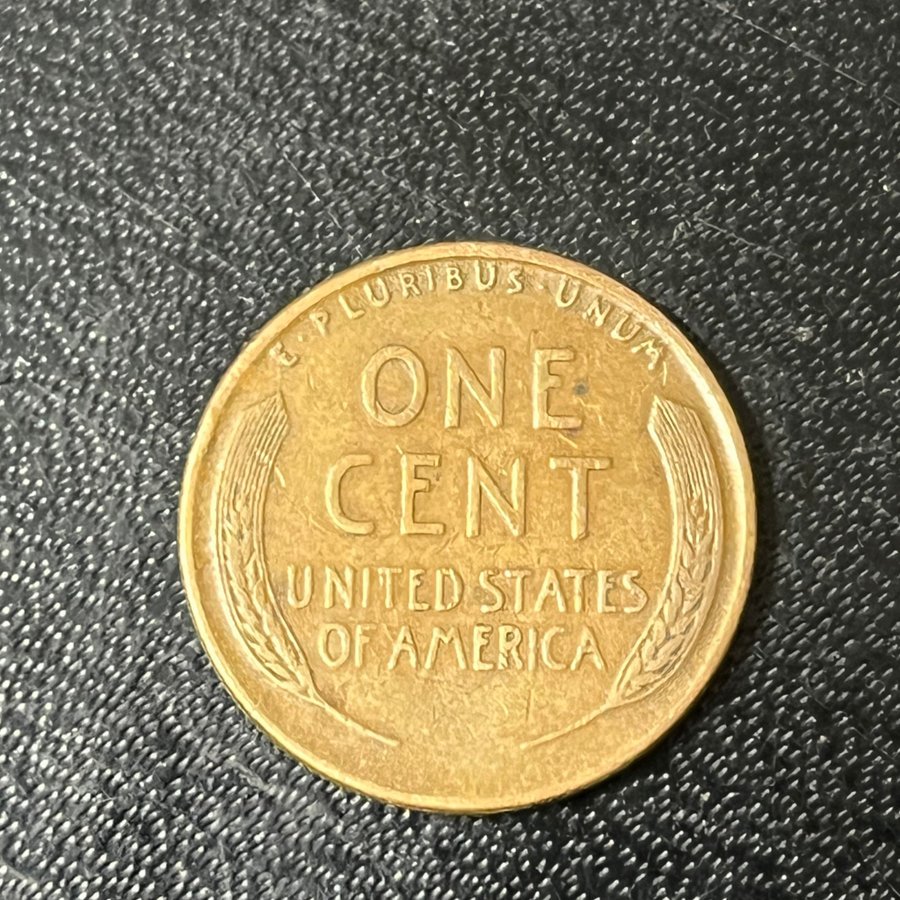 E·PLURIBUS·UNUM
ONE
CENT
UNITED STATES
OF AMERICA